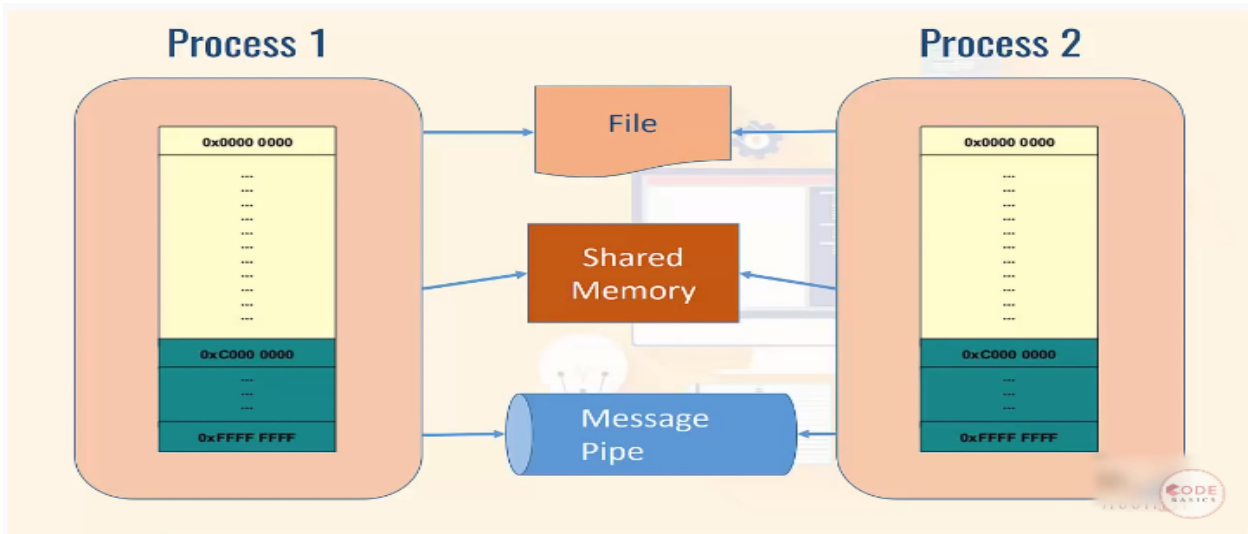 Process 1
Process 2
File
Shared
Memory
Message
Pipe
0x0000 0000
---
---
---
---
---
---
---
---
---
---
---
0xC000 0000
---
---
---
0xFFFF FFFF
0x0000 0000
---
---
---
---
---
---
---
---
---
---
---
0xC000 0000
---
---
---
0xFFFF FFFF
CODE
BASICS